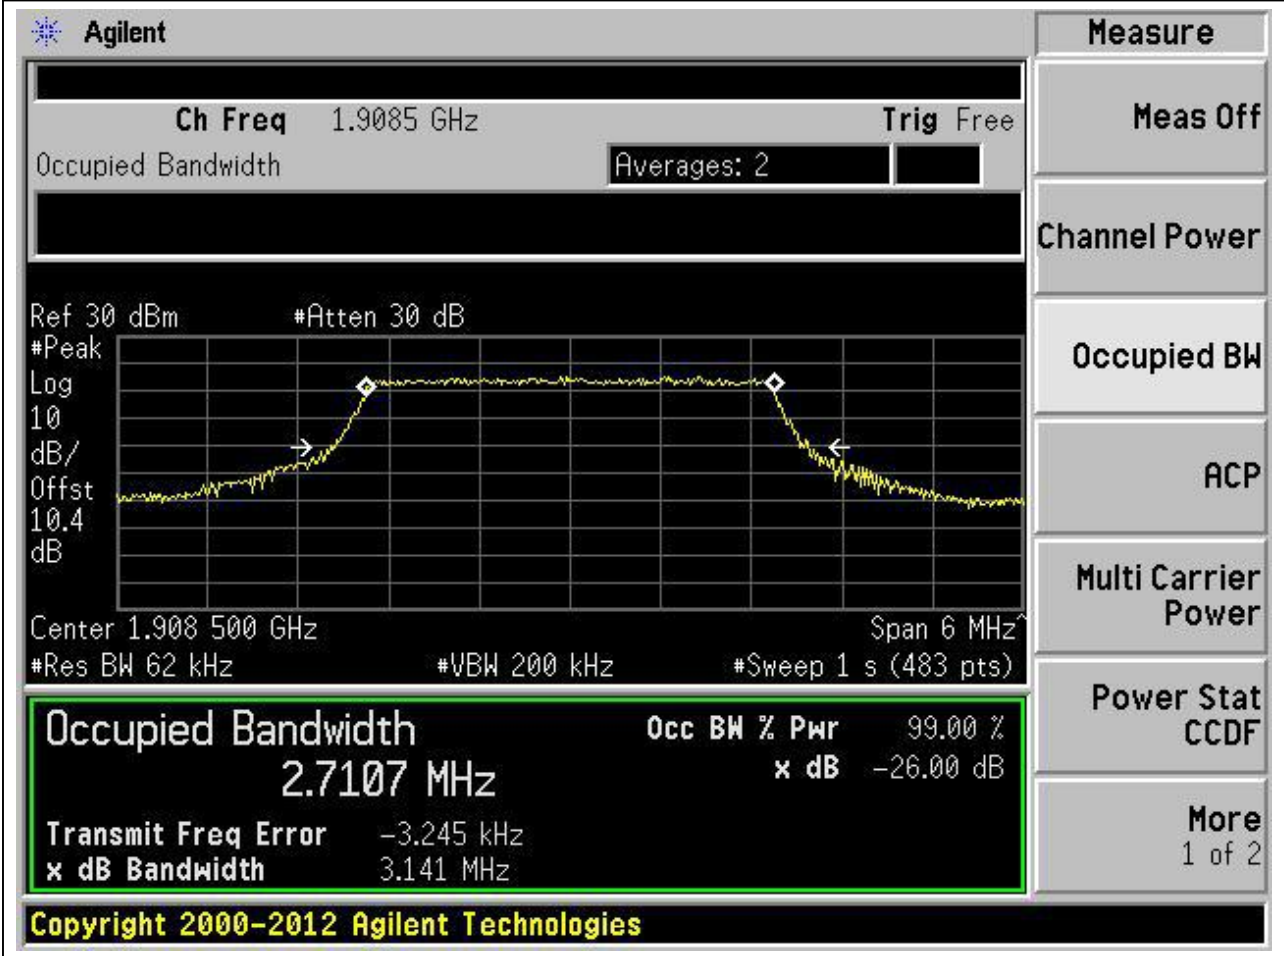 Agilent
Measure
Ch Freq 1.9085 GHz Trig Free
Occupied Bandwidth Averages: 2
Ref 30 dBm #Atten 30 dB
#Peak
Log
10
dB/
Offst
10.4
dB
Center 1.908 500 GHz Span 6 MHz^
#Res BW 62 kHz #VBW 200 kHz #Sweep 1 s (483 pts)
Occupied Bandwidth Occ BW % Pwr 99.00 %
2.7107 MHz x dB -26.00 dB
Transmit Freq Error -3.245 kHz
x dB Bandwidth 3.141 MHz
Copyright 2000-2012 Agilent Technologies
Meas Off
Channel Power
Occupied BW
ACP
Multi Carrier
Power
Power Stat
CCDF
More
1 of 2